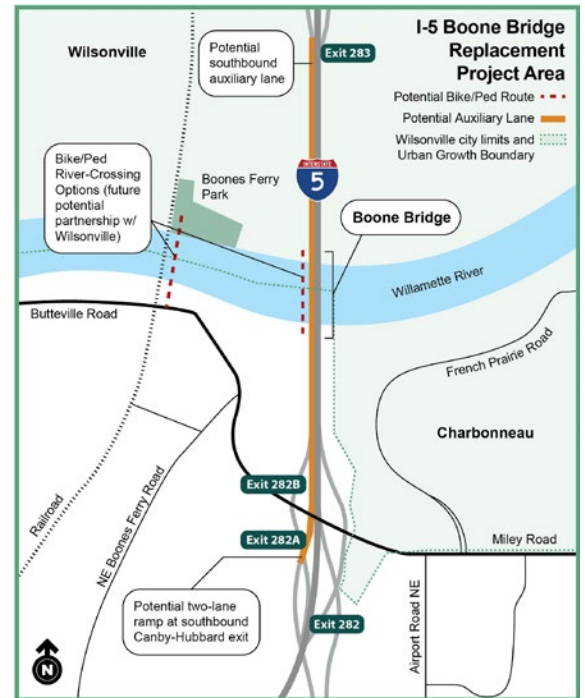 I-5 Boone Bridge
Replacement
Project Area
Potential Bike/Ped Route
Potential Auxiliary Lane
Wilsonville city limits and
Urban Growth Boundary
Wilsonville
Potential
southbound
auxiliary lane
Exit 283
Bike/Ped
River-Crossing
Options (future
potential
partnership w/
Wilsonville)
Boones Ferry
Park
INTERSTATE
5
Boone Bridge
Willamette River
Butteville Road
French Prairie Road
Charbonneau
Railroad
NE Boones Ferry Road
Exit 282B
Exit 282A
Miley Road
Potential two-lane
ramp at southbound
Canby-Hubbard exit
Exit 282
Airport Road NE
N